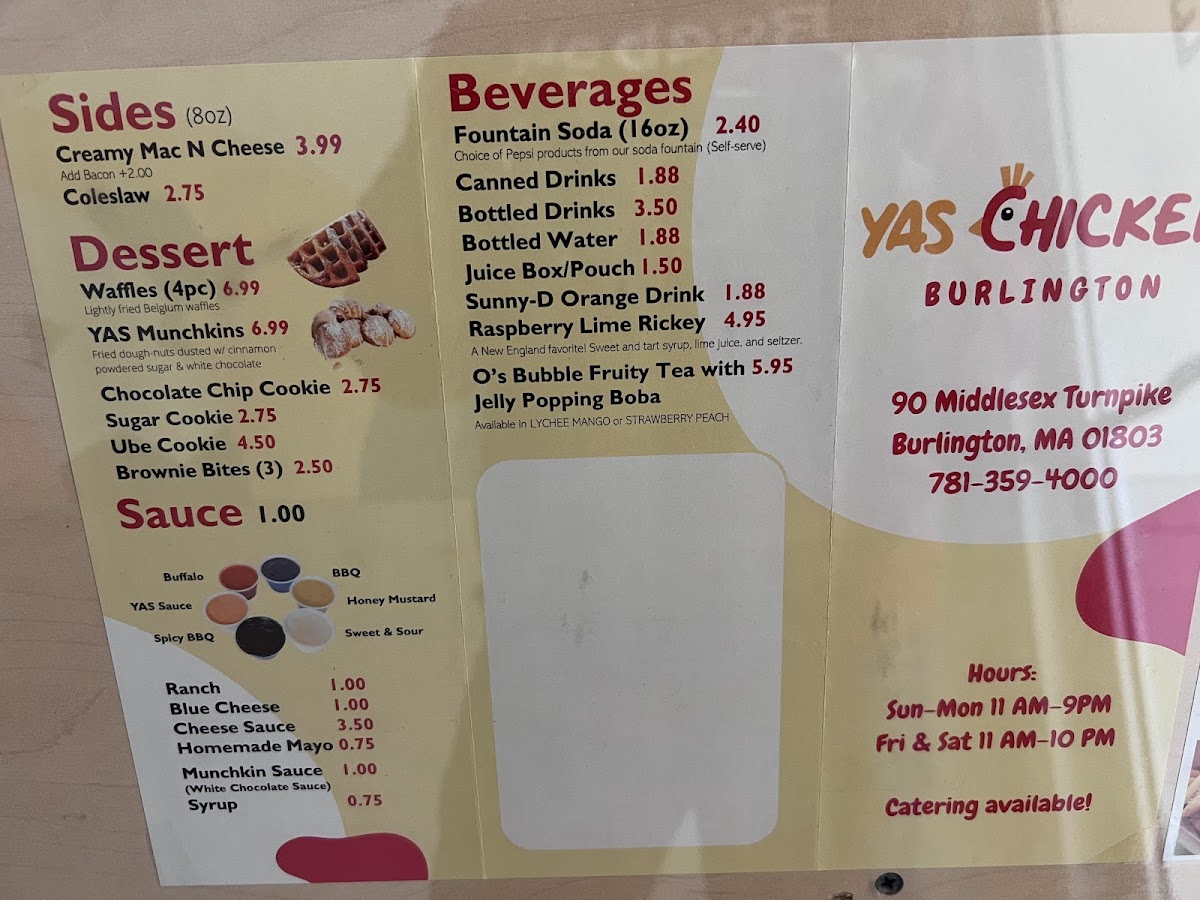 Sides (8oz)
Creamy Mac N Cheese 3.99
Add Bacon +2.00
Coleslaw 2.75
Dessert
Waffles (4pc) 6.99
Lightly fried Belgium waffles
YAS Munchkins 6.99
Fried dough-nuts dusted w/ cinnamon
powdered sugar & white chocolate
Chocolate Chip Cookie 2.75
Sugar Cookie 2.75
Ube Cookie 4.50
Brownie Bites (3) 2.50
Sauce 1.00
Buffalo
BBQ
YAS Sauce
Honey Mustard
Spicy BBQ
Sweet & Sour
Ranch 1.00
Blue Cheese 1.00
Cheese Sauce 3.50
Homemade Mayo 0.75
Munchkin Sauce 1.00
(White Chocolate Sauce)
Syrup 0.75
Beverages
Fountain Soda (16oz) 2.40
Choice of Pepsi products from our soda fountain (Self-serve)
Canned Drinks 1.88
Bottled Drinks 3.50
Bottled Water 1.88
Juice Box/Pouch 1.50
Sunny-D Orange Drink 1.88
Raspberry Lime Rickey 4.95
A New England favorite! Sweet and tart syrup, lime juice, and seltzer.
O's Bubble Fruity Tea with 5.95
Jelly Popping Boba
Available in LYCHEE MANGO or STRAWBERRY PEACH
YAS CHICKE
BURLINGTON
90 Middlesex Turnpike
Burlington, MA 01803
781-359-4000
Hours:
Sun-Mon 11 AM-9PM
Fri & Sat 11 AM-10 PM
Catering available!